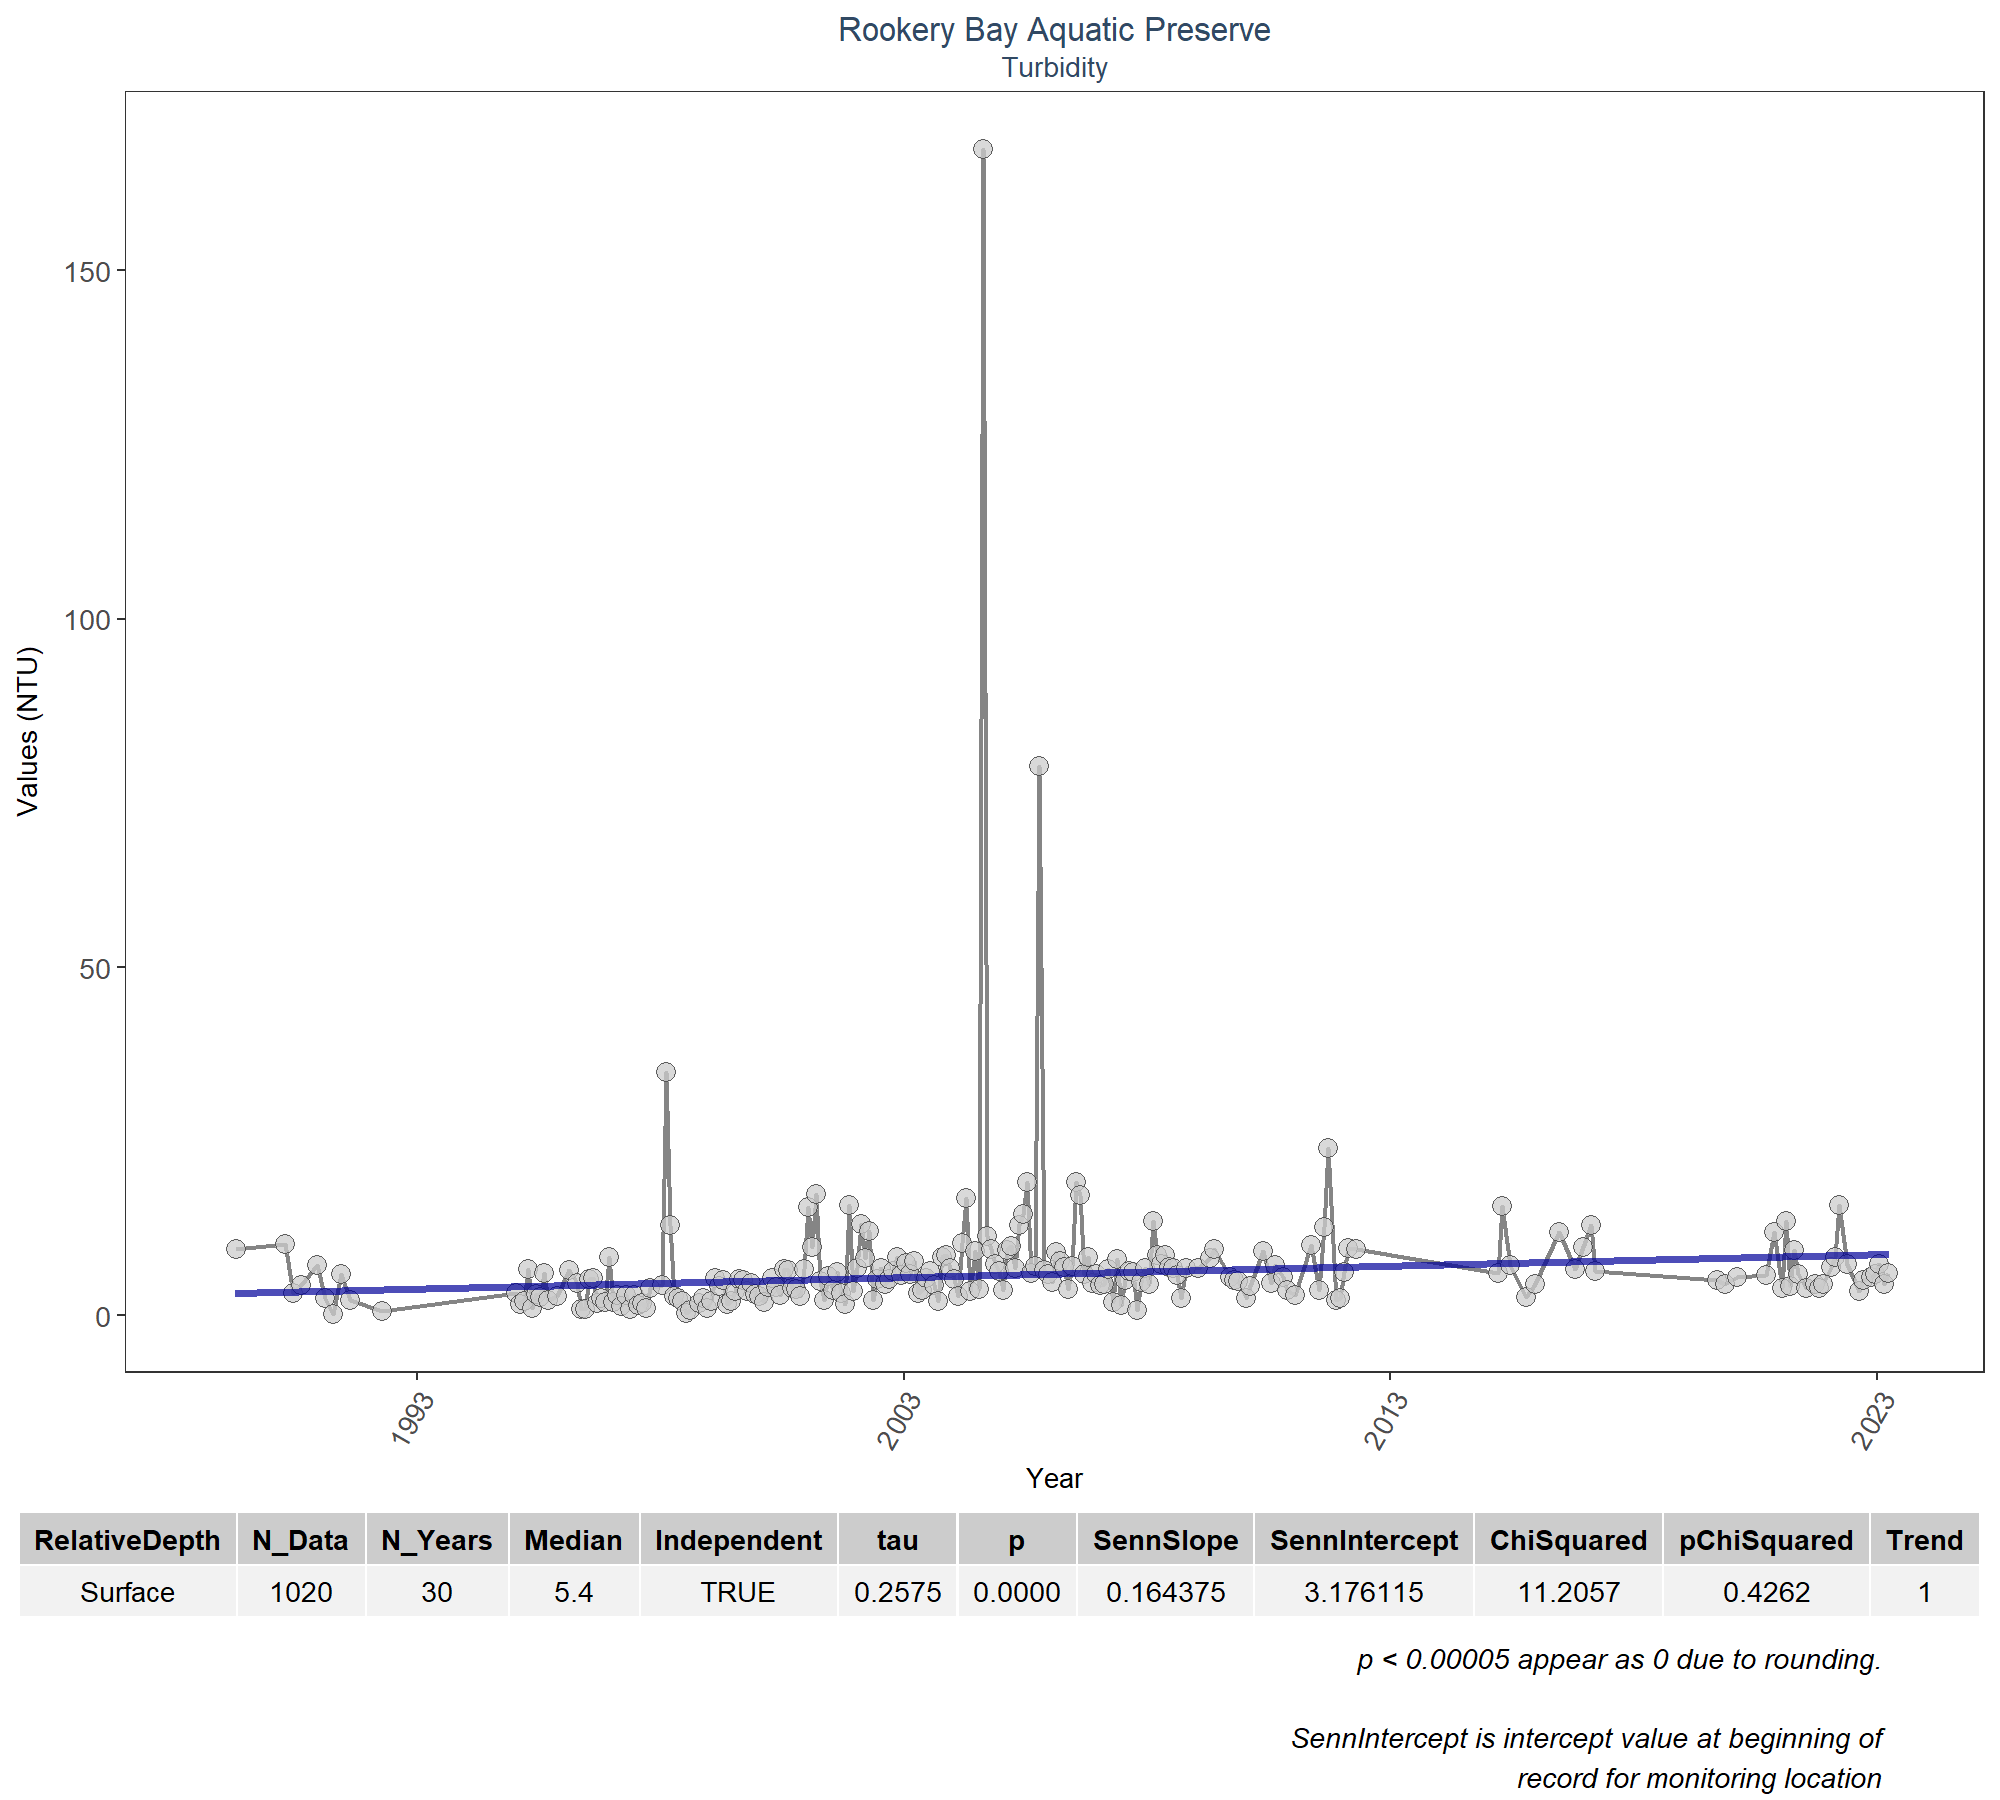 Rookery Bay Aquatic Preserve
Turbidity
Values (NTU)
150
100
50
0
1993
2003
2013
2023
Year
RelativeDepth N_Data N_Years Median Independent tau p SennSlope SennIntercept ChiSquared pChiSquared Trend
Surface 1020 30 5.4 TRUE 0.2575 0.0000 0.164375 3.176115 11.2057 0.4262 1
p < 0.00005 appear as 0 due to rounding.
SennIntercept is intercept value at beginning of
record for monitoring location